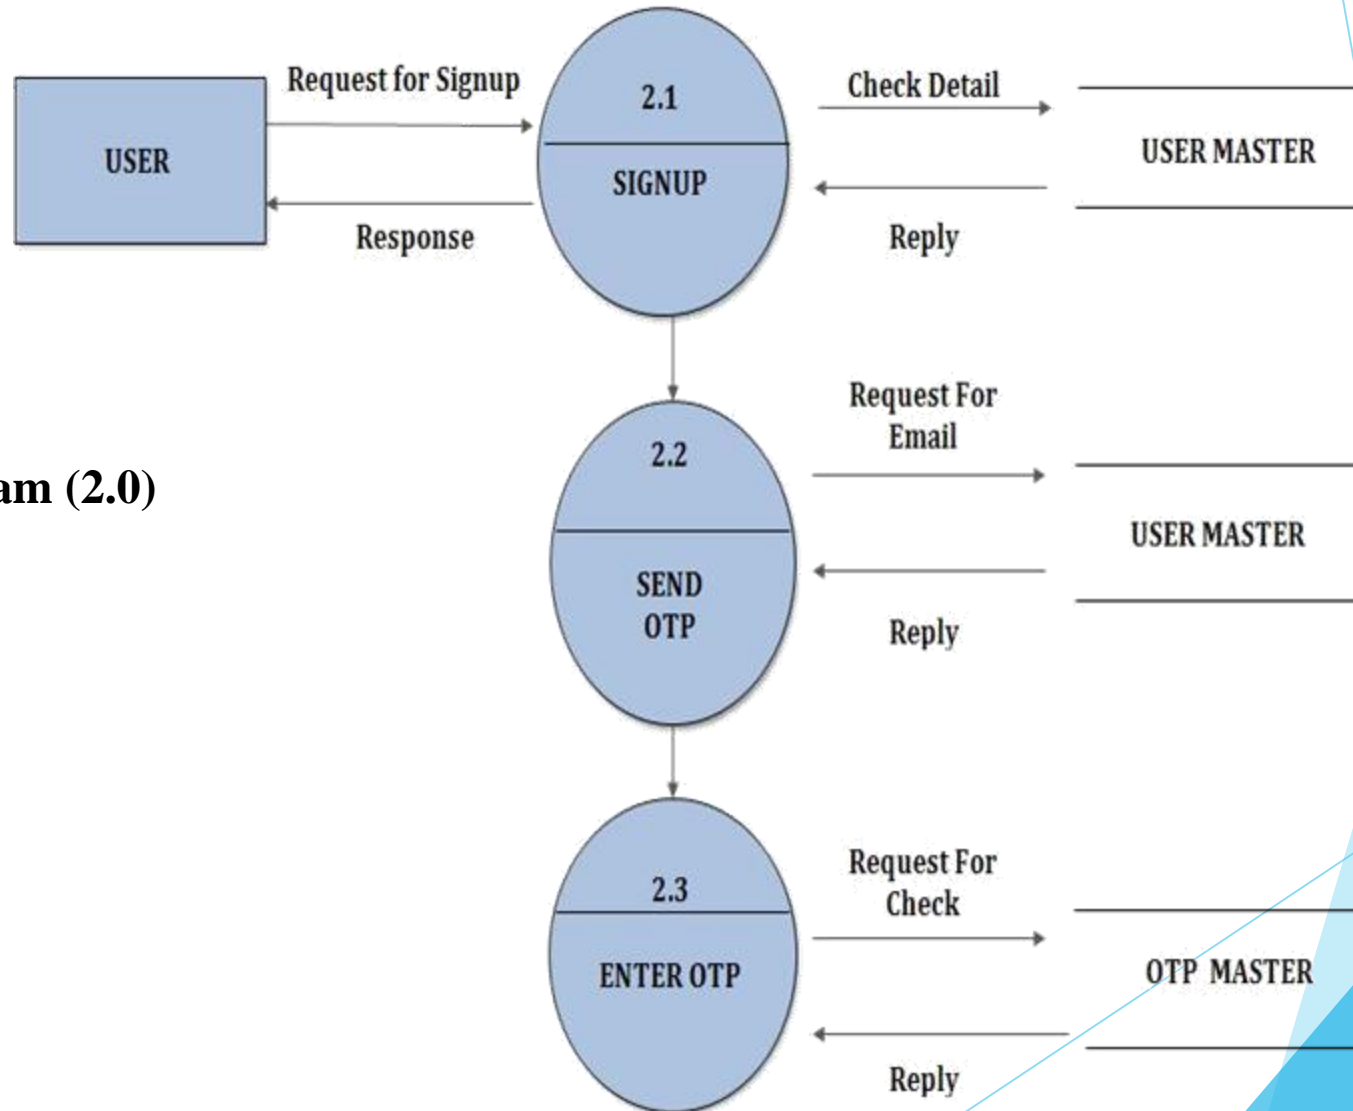 Request for Signup
USER
Response
2.1
SIGNUP
Check Detail
USER MASTER
Reply
am (2.0)
2.2
SEND
OTP
Request For
Email
USER MASTER
Reply
2.3
ENTER OTP
Request For
Check
OTP MASTER
Reply